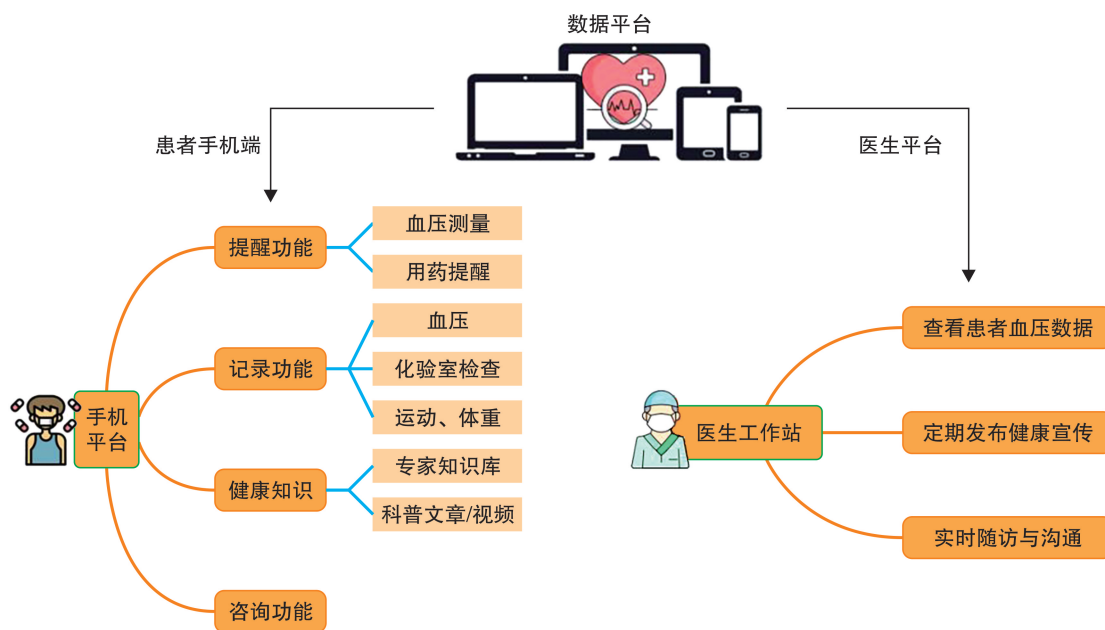 数据平台
患者手机端
医生平台
提醒功能
血压测量
用药提醒
记录功能
血压
化验室检查
运动、体重
手机
平台
健康知识
专家知识库
科普文章/视频
咨询功能
医生工作站
查看患者血压数据
定期发布健康宣传
实时随访与沟通